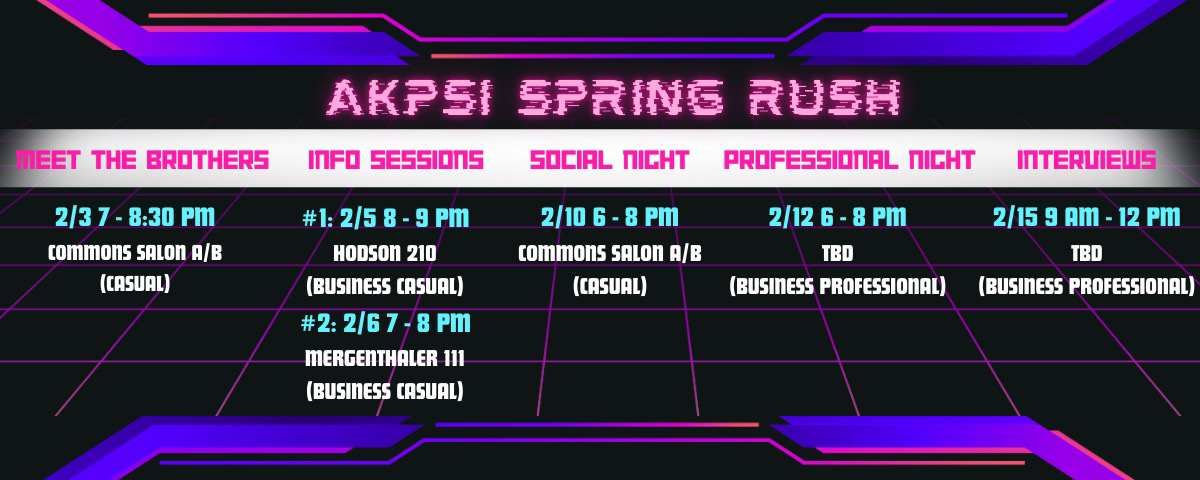 AKPSI SPRING RUSH
MEET THE BROTHERS
2/3 7 - 8:30 PM
COMMONS SALON A/B
(CASUAL)
INFO SESSIONS
#1: 2/5 8 - 9 PM
HODSON 210
(BUSINESS CASUAL)
#2: 2/6 7 - 8 PM
MERGENTHALER 111
(BUSINESS CASUAL)
SOCIAL NIGHT
2/10 6 - 8 PM
COMMONS SALON A/B
(CASUAL)
PROFESSIONAL NIGHT
2/12 6 - 8 PM
TBD
(BUSINESS PROFESSIONAL)
INTERVIEWS
2/15 9 AM - 12 PM
TBD
(BUSINESS PROFESSIONAL)